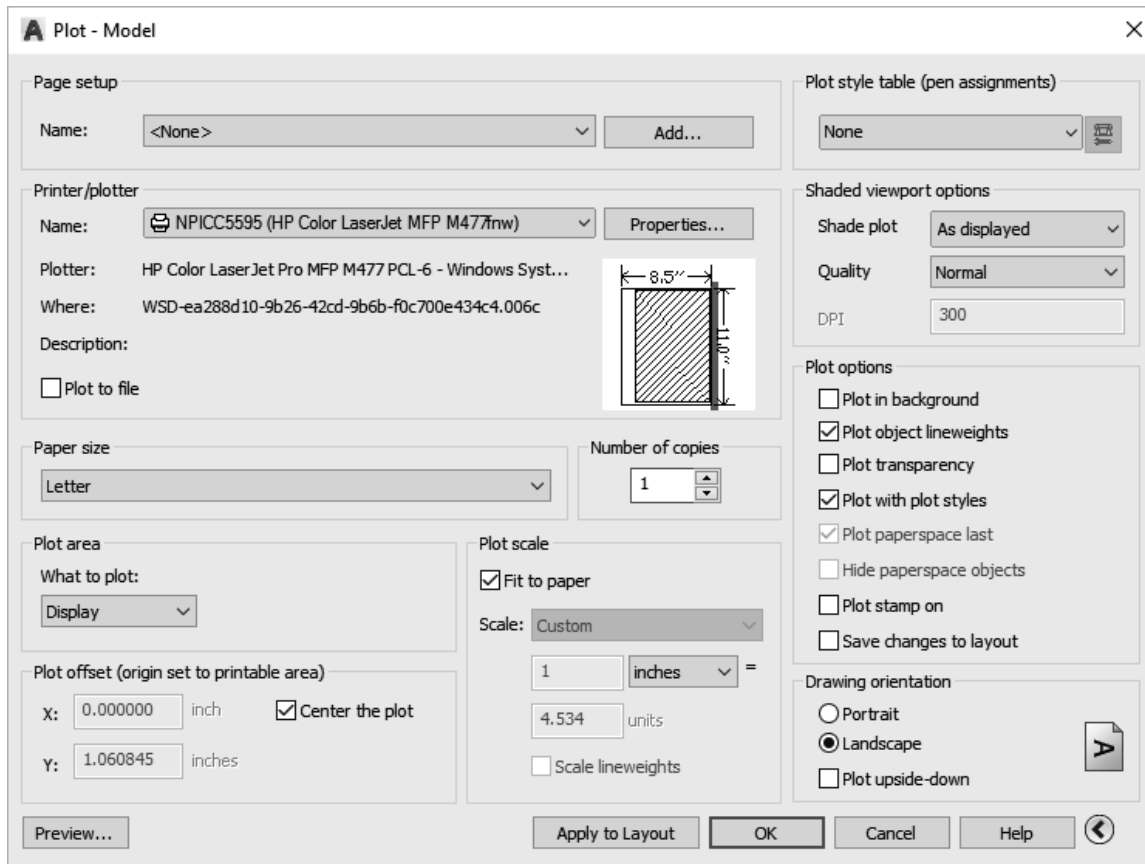 Plot - Model
Page setup
Name: <None> Add...
Plot style table (pen assignments)
None
Printer/plotter
Name: NPICC5595 (HP Color LaserJet MFP M477fnw) Properties...
Plotter: HP Color LaserJet Pro MFP M477 PCL-6 - Windows Syst...
Where: WSD-ea288d10-9b26-42cd-9b6b-f0c700e434c4.006c
Description:
Plot to file
8.5″
11.0″
Shaded viewport options
Shade plot As displayed
Quality Normal
DPI 300
Paper size
Letter
Number of copies
1
Plot options
Plot in background
Plot object lineweights
Plot transparency
Plot with plot styles
Plot paperspace last
Hide paperspace objects
Plot stamp on
Save changes to layout
Plot area
What to plot:
Display
Plot scale
Fit to paper
Scale: Custom
1 inches =
4.534 units
Scale lineweights
Plot offset (origin set to printable area)
X: 0.000000 inch Center the plot
Y: 1.060845 inches
Drawing orientation
Portrait
Landscape
Plot upside-down
A
Preview... Apply to Layout OK Cancel Help